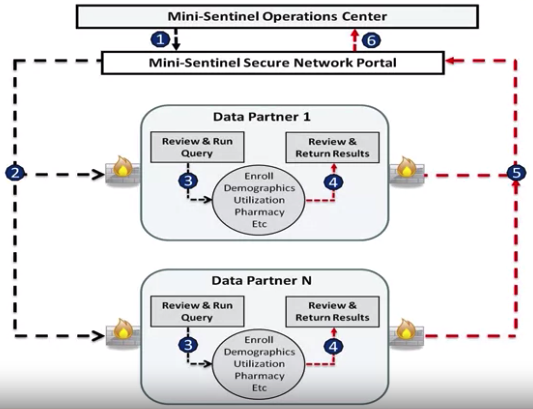 Mini-Sentinel Operations Center
1
6
Mini-Sentinel Secure Network Portal
Data Partner 1
Review & Run
Query
Review &
Return Results
2
3
4
5
Enroll
Demographics
Utilization
Pharmacy
Etc
Data Partner N
Review & Run
Query
Review &
Return Results
3
4
Enroll
Demographics
Utilization
Pharmacy
Etc